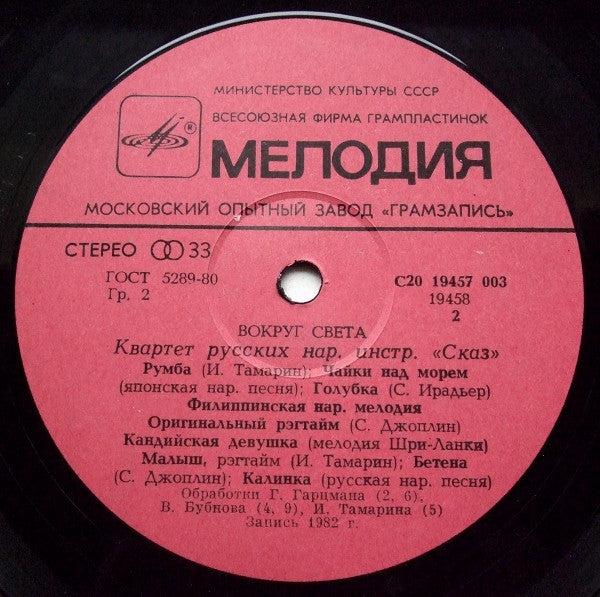 МИНИСТЕРСТВО КУЛЬТУРЫ СССР
ВСЕСОЮЗНАЯ ФИРМА ГРАМПЛАСТИНОК
®
МЕЛОДИЯ
МОСКОВСКИЙ ОПЫТНЫЙ ЗАВОД «ГРАМЗАПИСЬ»
СТЕРЕО 33
ГОСТ 5289-80
Гр. 2
С20 19457 003
19458
2
ВОКРУГ СВЕТА
Квартет русских нар. инстр. «Сказ»
Румба (И. Тамарин); Чайки над морем
(японская нар. песня); Голубка (С. Ирадьер)
Филиппинская нар. мелодия
Оригинальный рэгтайм (С. Джоплин)
Кандийская девушка (мелодия Шри-Ланки)
Малыш, рэгтайм (И. Тамарин); Бетена
(С. Джоплин); Калинка (русская нар. песня)
Обработки Г. Гарцмана (2, 6),
В. Бубнова (4, 9), И. Тамарина (5)
Запись 1982 г.